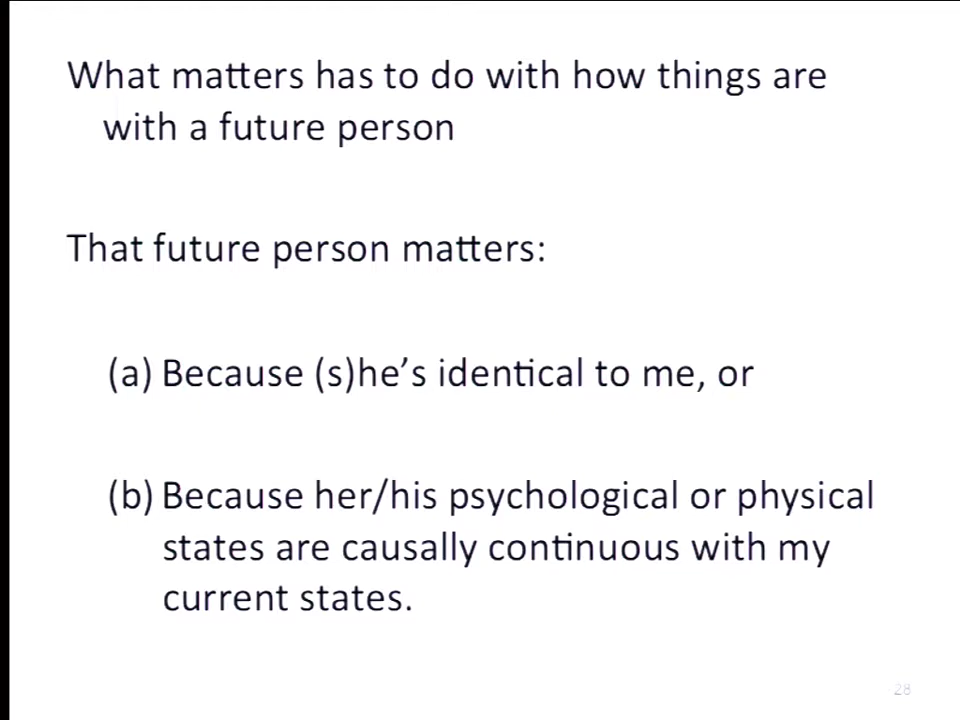 What matters has to do with how things are
with a future person
That future person matters:
(a) Because (s)he’s identical to me, or
(b) Because her/his psychological or physical
states are causally continuous with my
current states.
28